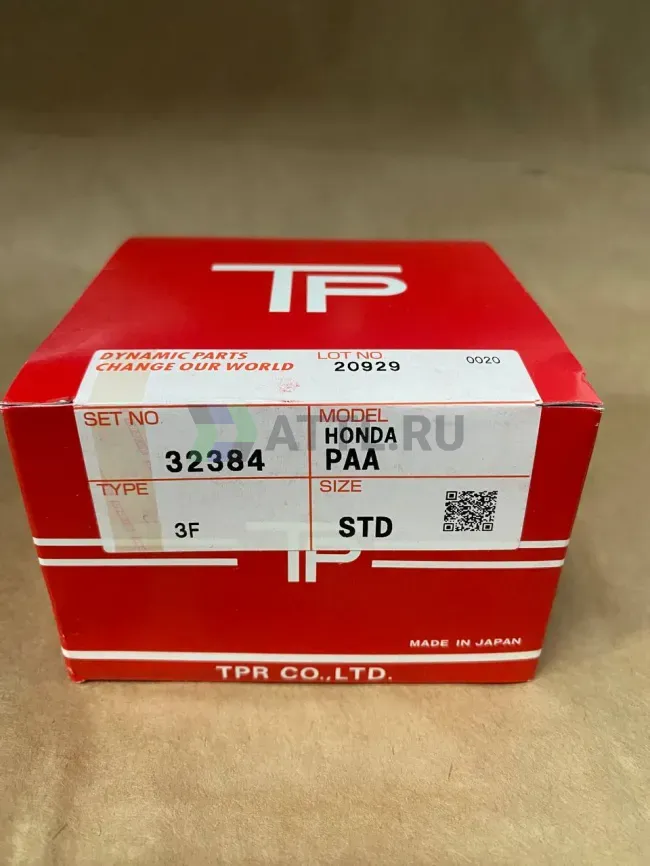 TP
DYNAMIC PARTS
CHANGE OUR WORLD
LOT NO
20929
0020
SET NO
32384
MODEL
HONDA
PAA
ATTL.RU
TYPE
3F
SIZE
STD
TP
MADE IN JAPAN
TPR CO.,LTD.